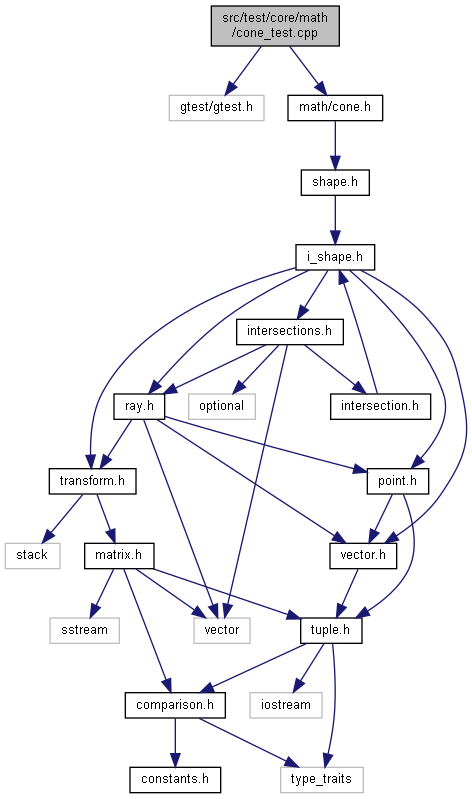 src/test/core/math
/cone_test.cpp
gtest/gtest.h
math/cone.h
shape.h
i_shape.h
intersections.h
ray.h
optional
intersection.h
transform.h
point.h
stack
matrix.h
vector.h
sstream
vector
tuple.h
comparison.h
iostream
constants.h
type_traits